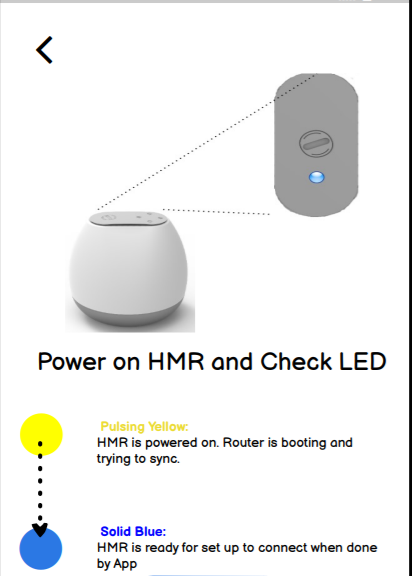 Power on HMR and Check LED
Pulsing Yellow:
HMR is powered on. Router is booting and
trying to sync.
Solid Blue:
HMR is ready for set up to connect when done
by App